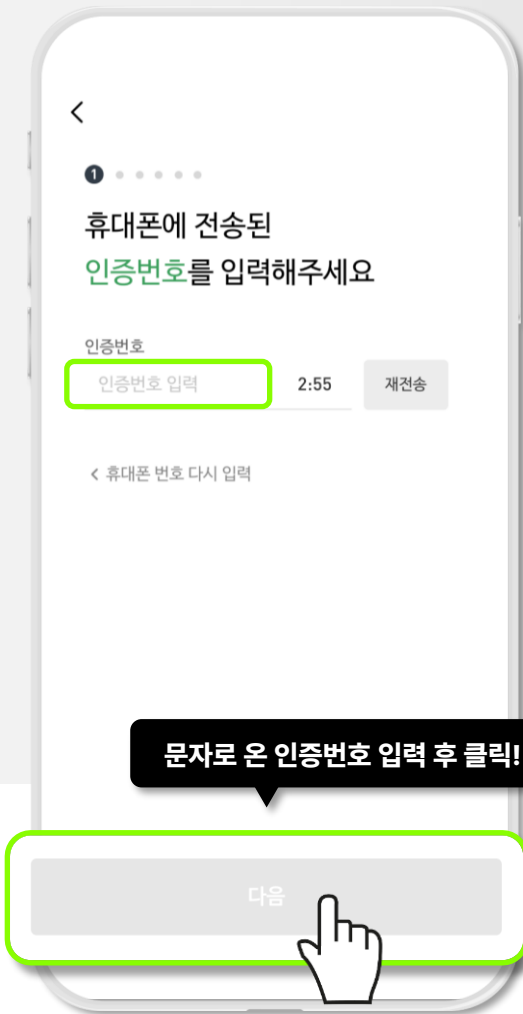 1
휴대폰에 전송된
인증번호를 입력해주세요
인증번호
인증번호 입력 2:55 재전송
휴대폰 번호 다시 입력
문자로 온 인증번호 입력 후 클릭!
다음